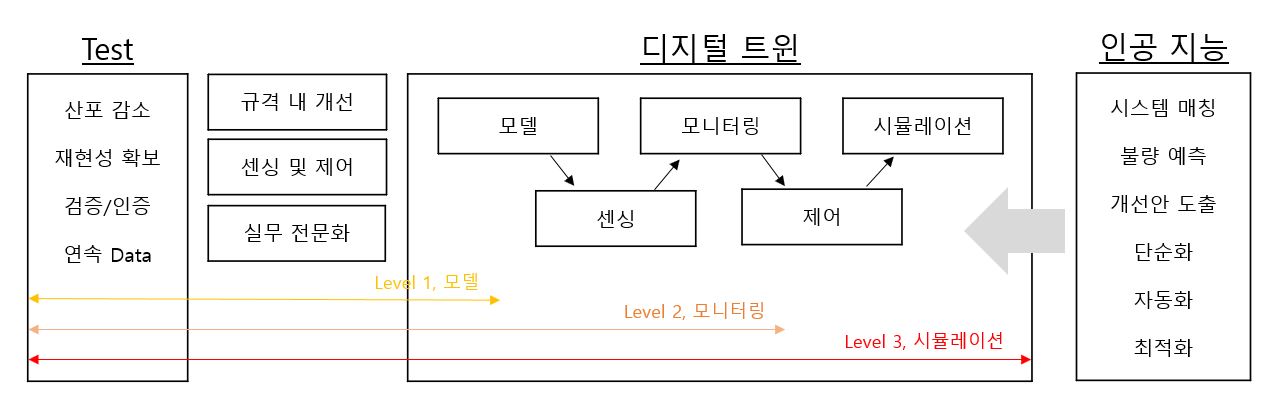 Test
산포 감소
재현성 확보
검증/인증
연속 Data
규격 내 개선
센싱 및 제어
실무 전문화
디지털 트윈
모델
모니터링
시뮬레이션
센싱
제어
Level 1, 모델
Level 2, 모니터링
Level 3, 시뮬레이션
인공 지능
시스템 매칭
불량 예측
개선안 도출
단순화
자동화
최적화